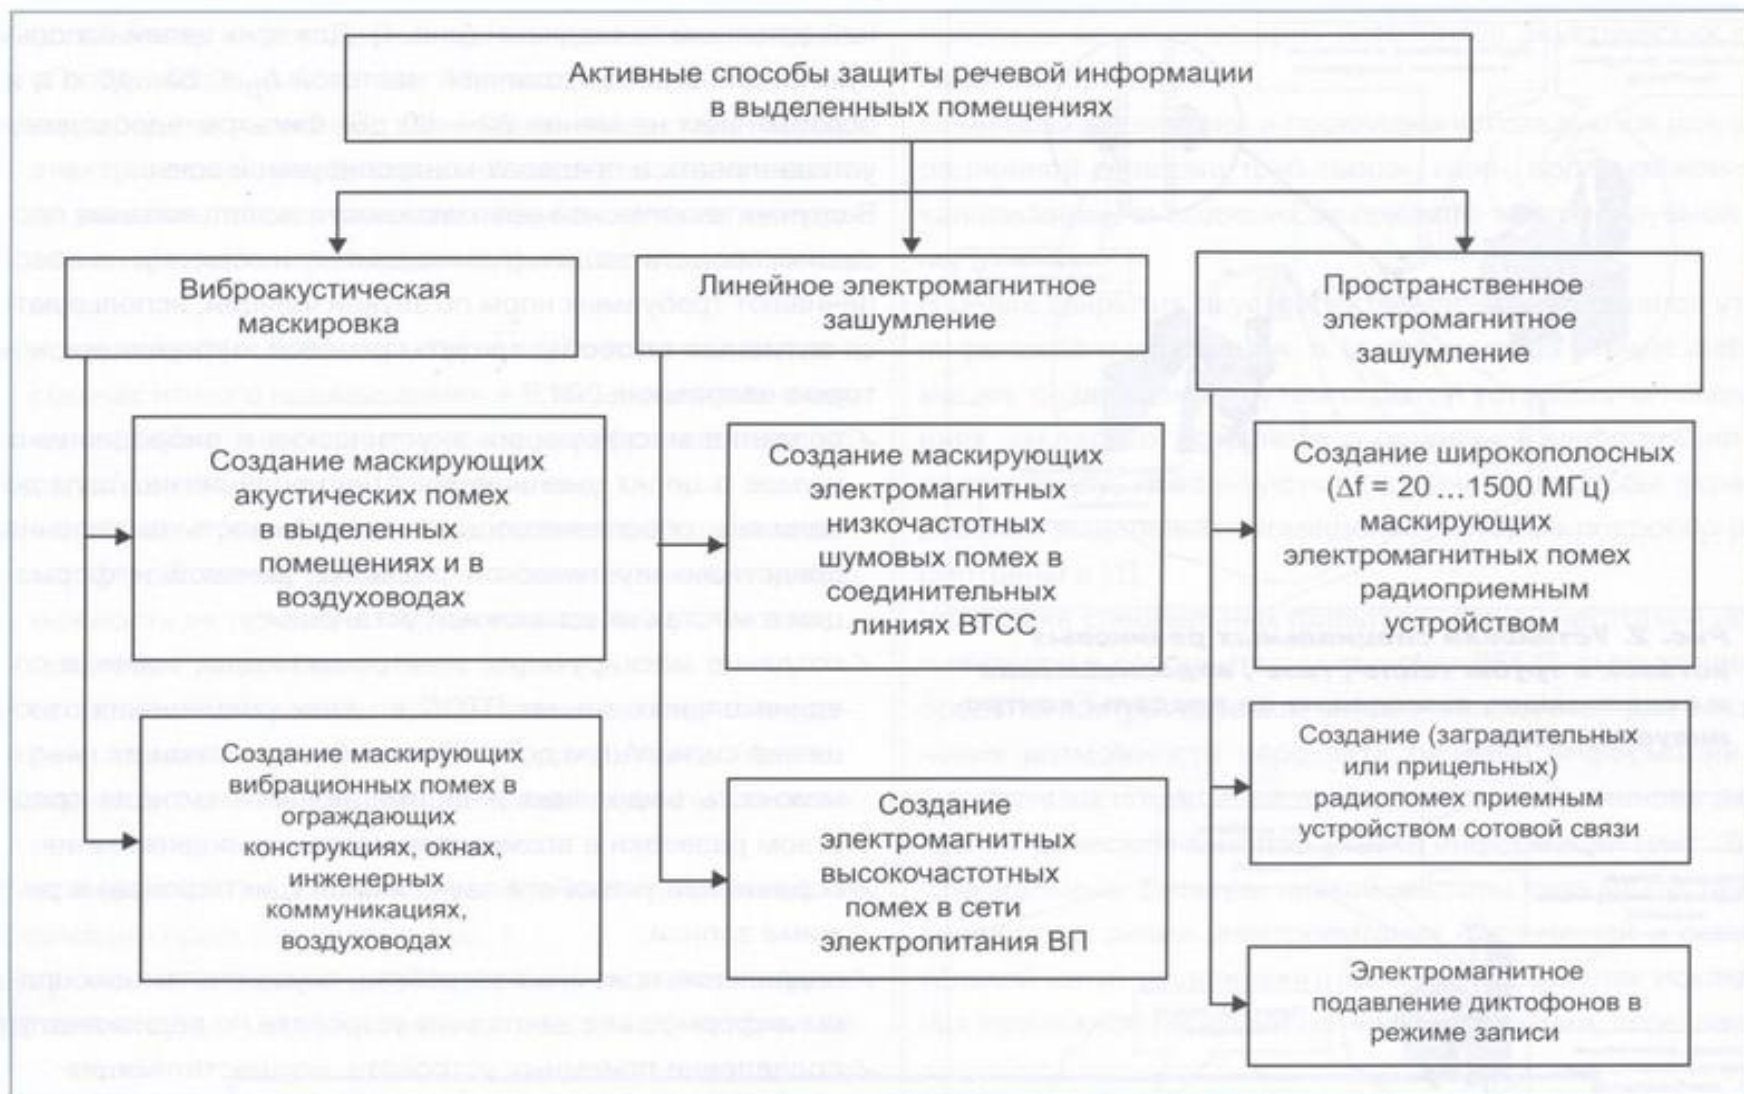 Активные способы защиты речевой информации
в выделенныых помещениях
Виброакустическая
маскировка
Линейное электромагнитное
зашумление
Пространственное
электромагнитное
зашумление
Создание маскирующих
акустических помех
в выделенных
помещениях и в
воздуховодах
Создание маскирующих
вибрационных помех в
ограждающих
конструкциях, окнах,
инженерных
коммуникациях,
воздуховодах
Создание маскирующих
электромагнитных
низкочастотных
шумовых помех в
соединительных
линиях ВТСС
Создание
электромагнитных
высокочастотных
помех в сети
электропитания ВП
Создание широкополосных
(Δf = 20...1500 МГц)
маскирующих
электромагнитных помех
радиоприемным
устройством
Создание (заградительных
или прицельных)
радиопомех приемным
устройством сотовой связи
Электромагнитное
подавление диктофонов в
режиме записи